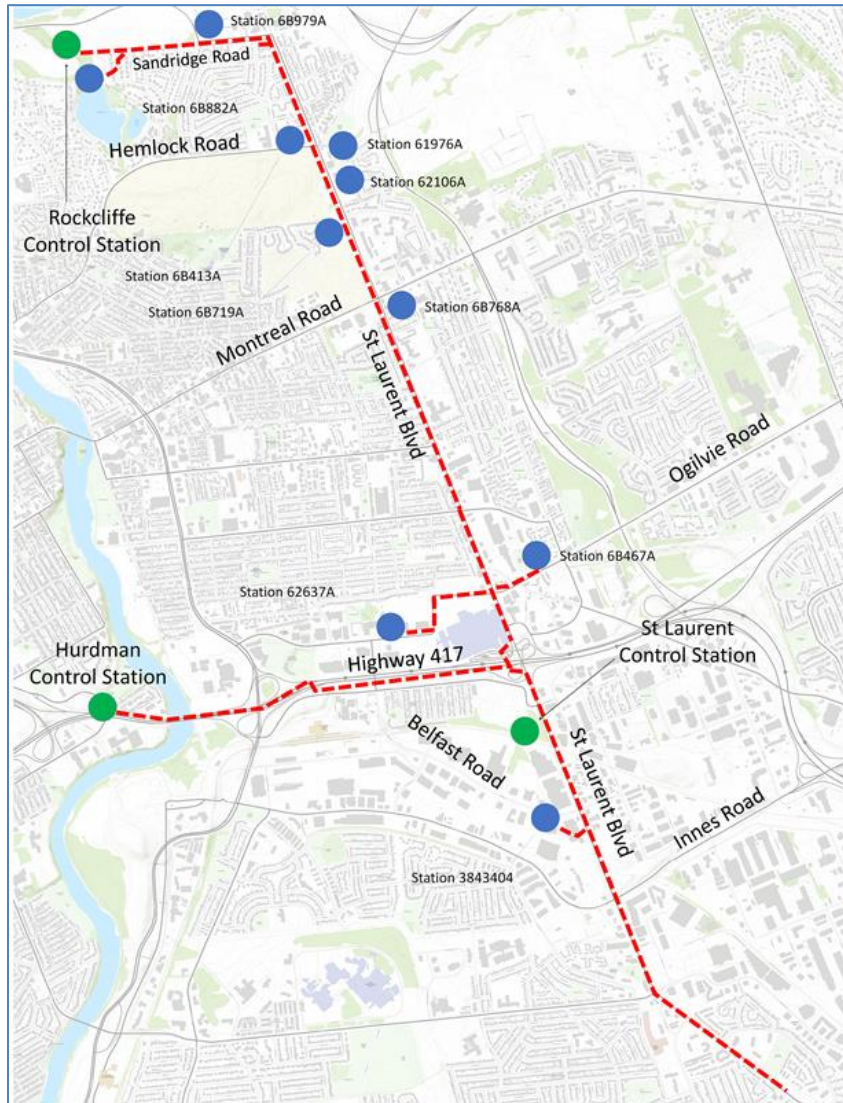 Station 6B979A
Sandridge Road
Station 6B882A
Hemlock Road
Station 61976A
Station 62106A
Rockcliffe
Control Station
Station 6B413A
Station 6B719A
Montreal Road
Station 6B768A
St Laurent Blvd
Ogilvie Road
Station 6B467A
Station 62637A
St Laurent
Control Station
Hurdman
Control Station
Highway 417
Belfast Road
St Laurent Blvd
Innes Road
Station 3843404